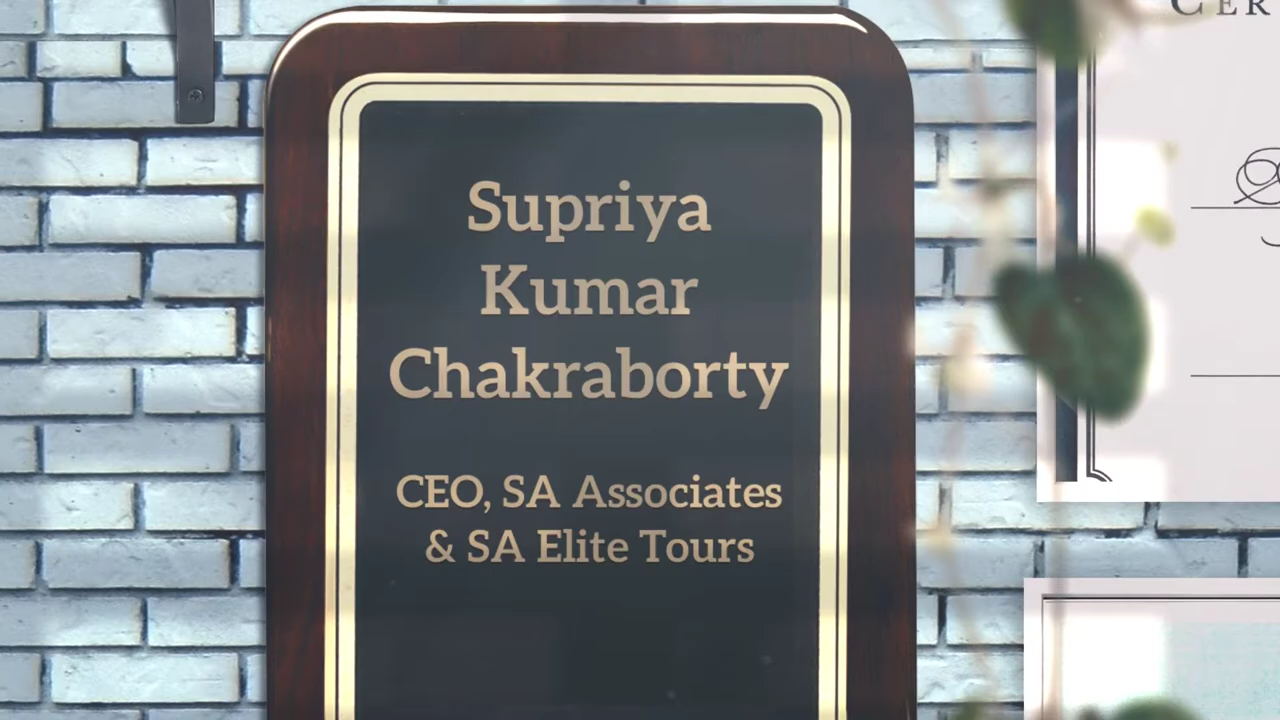 Supriya
Kumar
Chakraborty
CEO, SA Associates
& SA Elite Tours